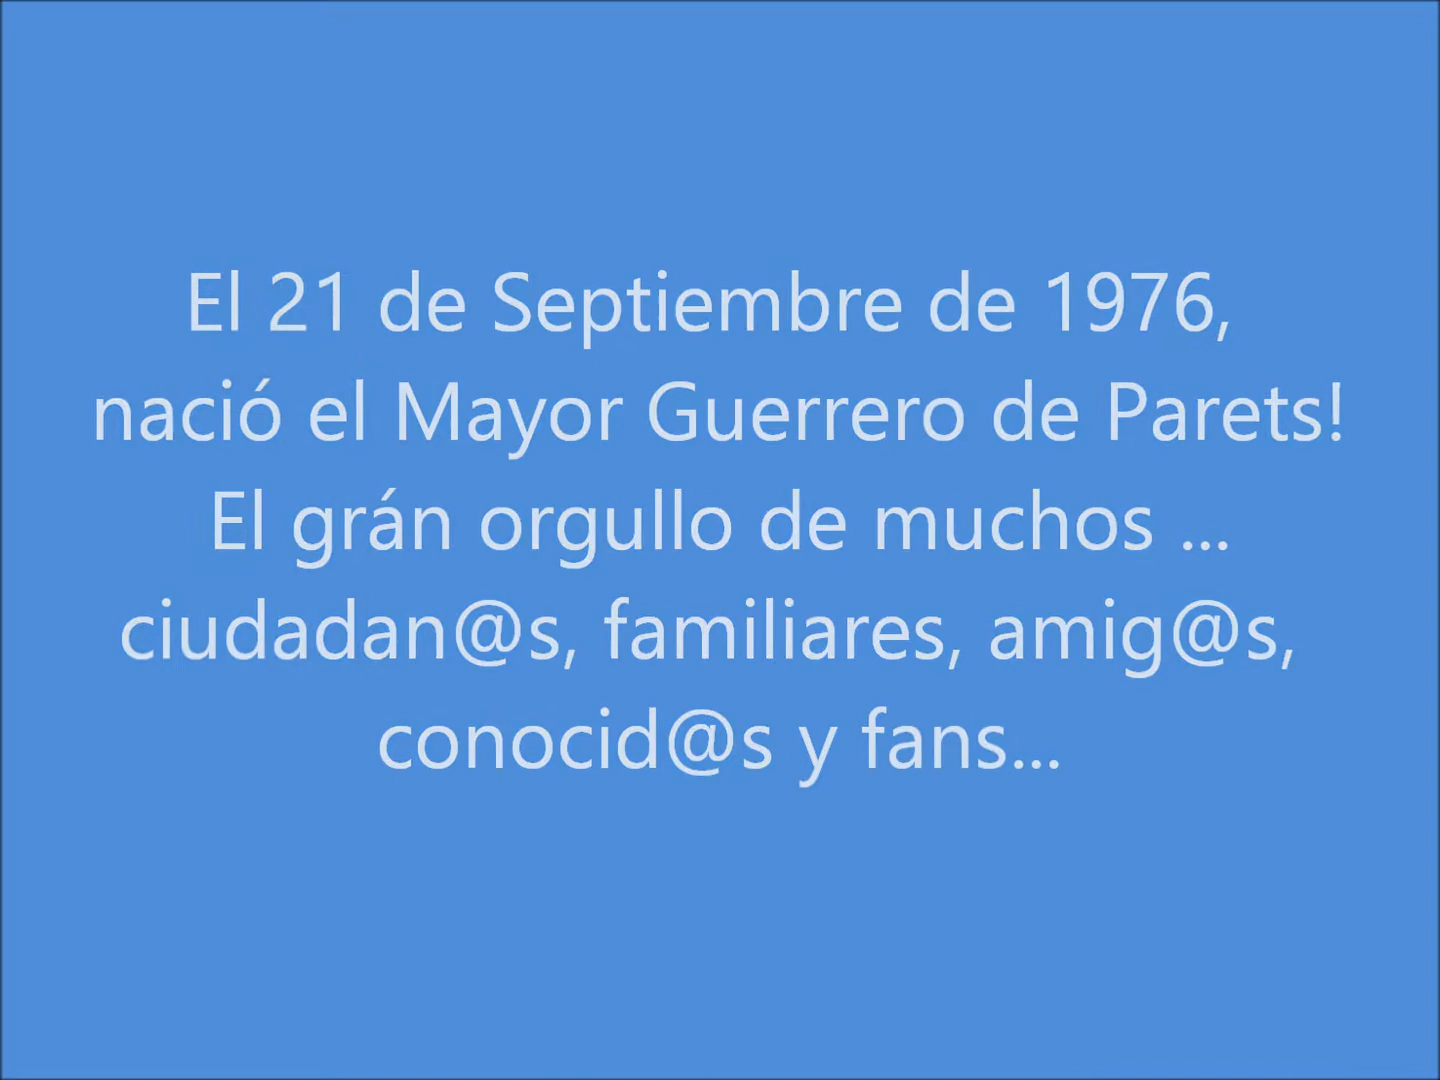 El 21 de Septiembre de 1976,
nació el Mayor Guerrero de Parets!
El grán orgullo de muchos ...
ciudadan@s, familiares, amig@s,
conocid@s y fans...